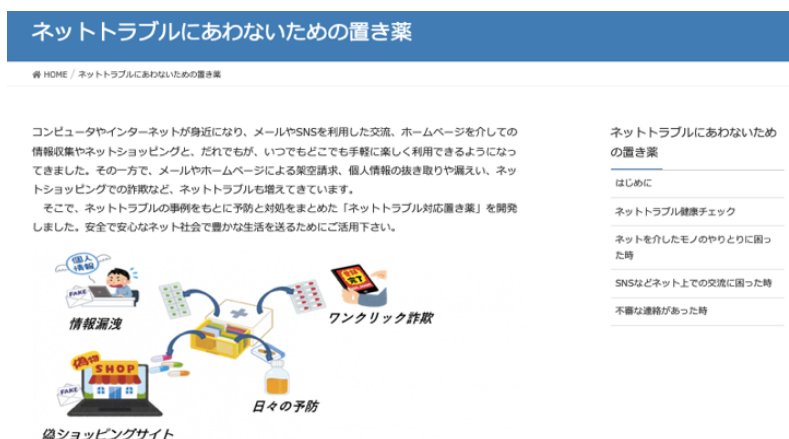 ネットトラブルにあわないための置き薬
HOME / ネットトラブルにあわないための置き薬
コンピュータやインターネットが身近になり、メールやSNSを利用した交流、ホームページを介しての
情報収集やネットショッピングと、だれでもが、いつでもどこでも手軽に楽しく利用できるようになっ
てきました。その一方で、メールやホームページによる架空請求、個人情報の抜き取りや漏えい、ネッ
トショッピングでの詐欺など、ネットトラブルも増えてきています。
そこで、ネットトラブルの事例をもとに予防と対処をまとめた「ネットトラブル対応置き薬」を開発
しました。安全で安心なネット社会で豊かな生活を送るためにご活用下さい。
個人
情報
FAKE
情報漏洩
登録
完了
ワンクリック詐欺
偽物
SHOP
FAKE
日々の予防
偽ショッピングサイト
ネットトラブルにあわないため
の置き薬
はじめに
ネットトラブル健康チェック
ネットを介したモノのやりとりに困っ
た時
SNSなどネット上での交流に困った時
不審な連絡があった時